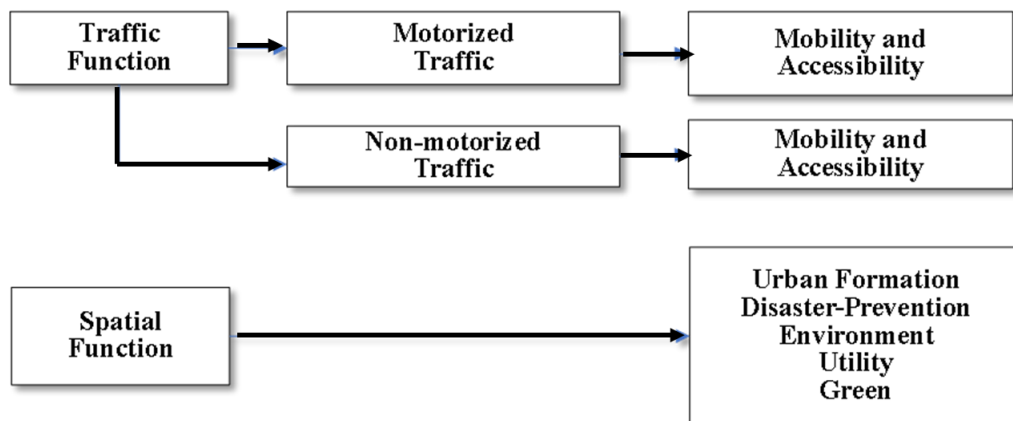 Traffic
Function
Motorized
Traffic
Mobility and
Accessibility
Non-motorized
Traffic
Mobility and
Accessibility
Spatial
Function
Urban Formation
Disaster-Prevention
Environment
Utility
Green